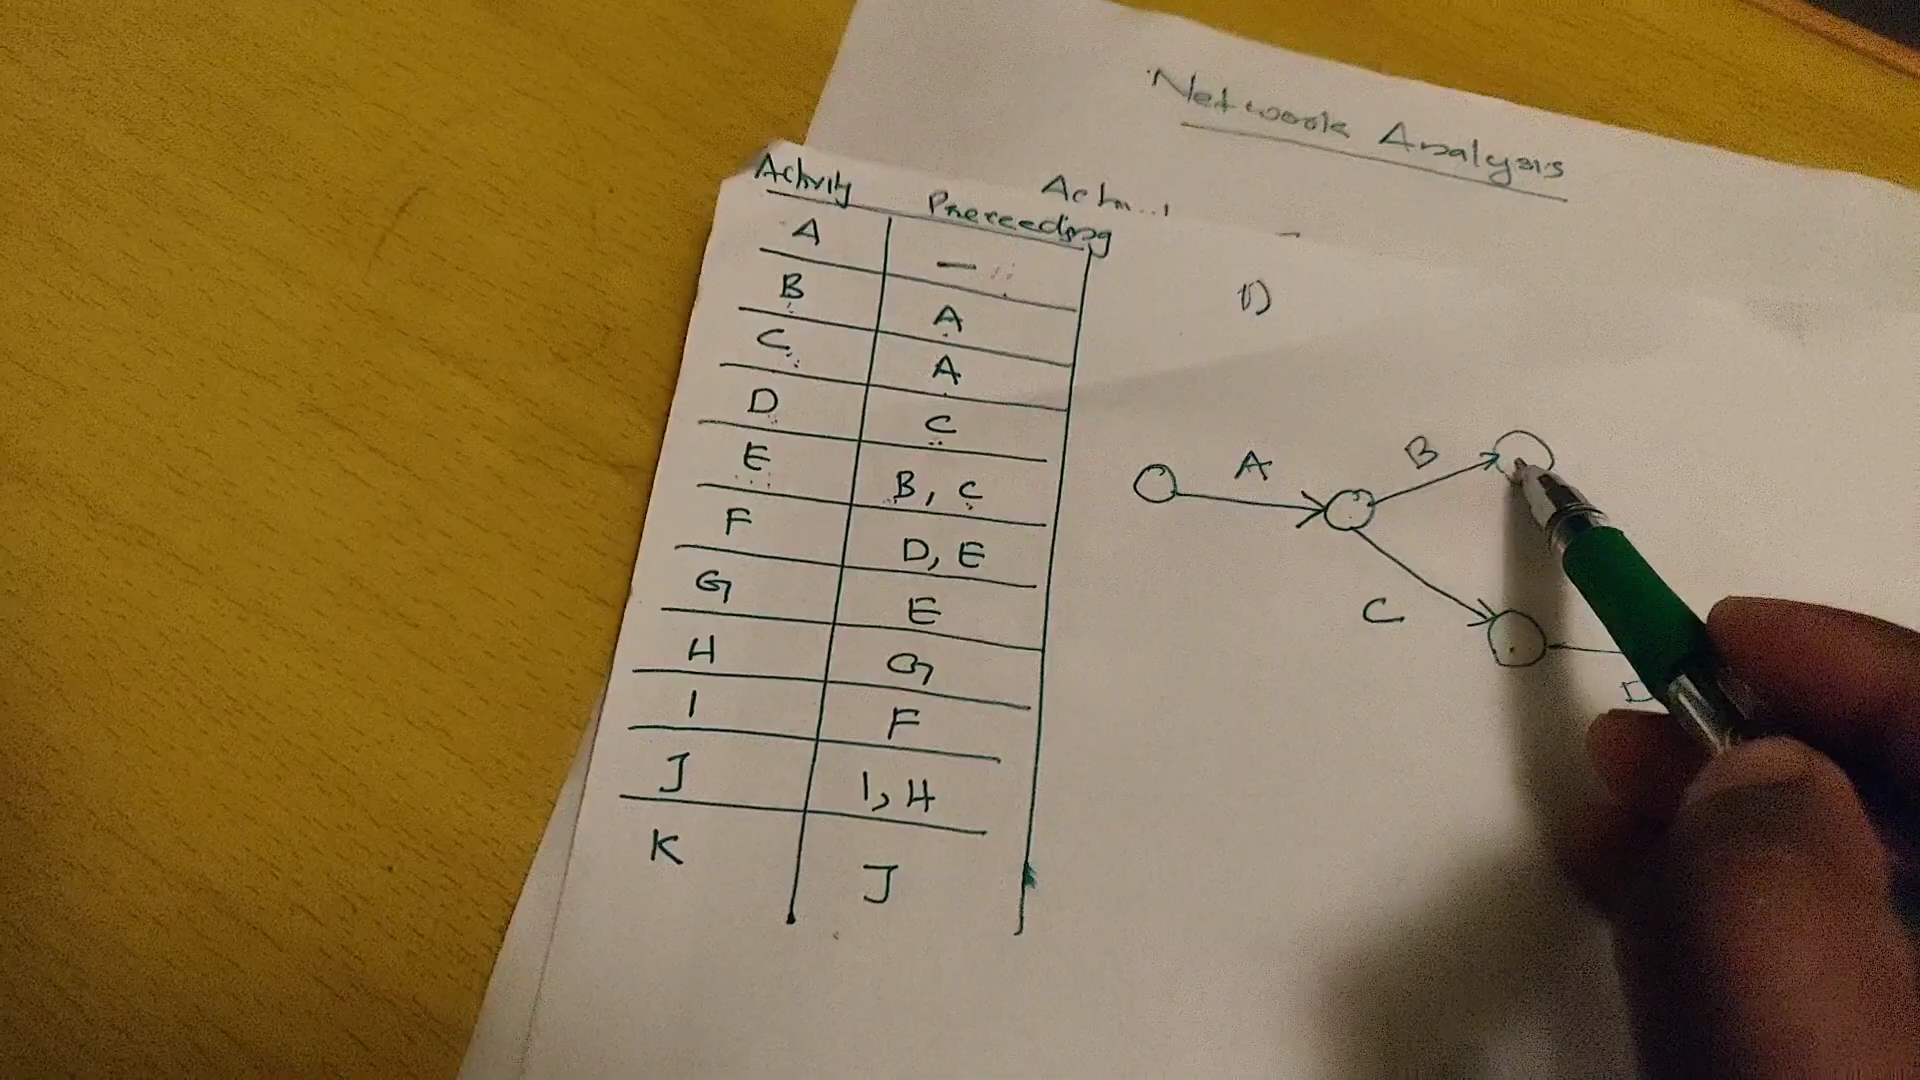 Network Analysis
Activity Preceeding
A —
B A
C A
D C
E B, C
F D, E
G E
H G
I F
J I, H
K J
1)
A
B
C
D